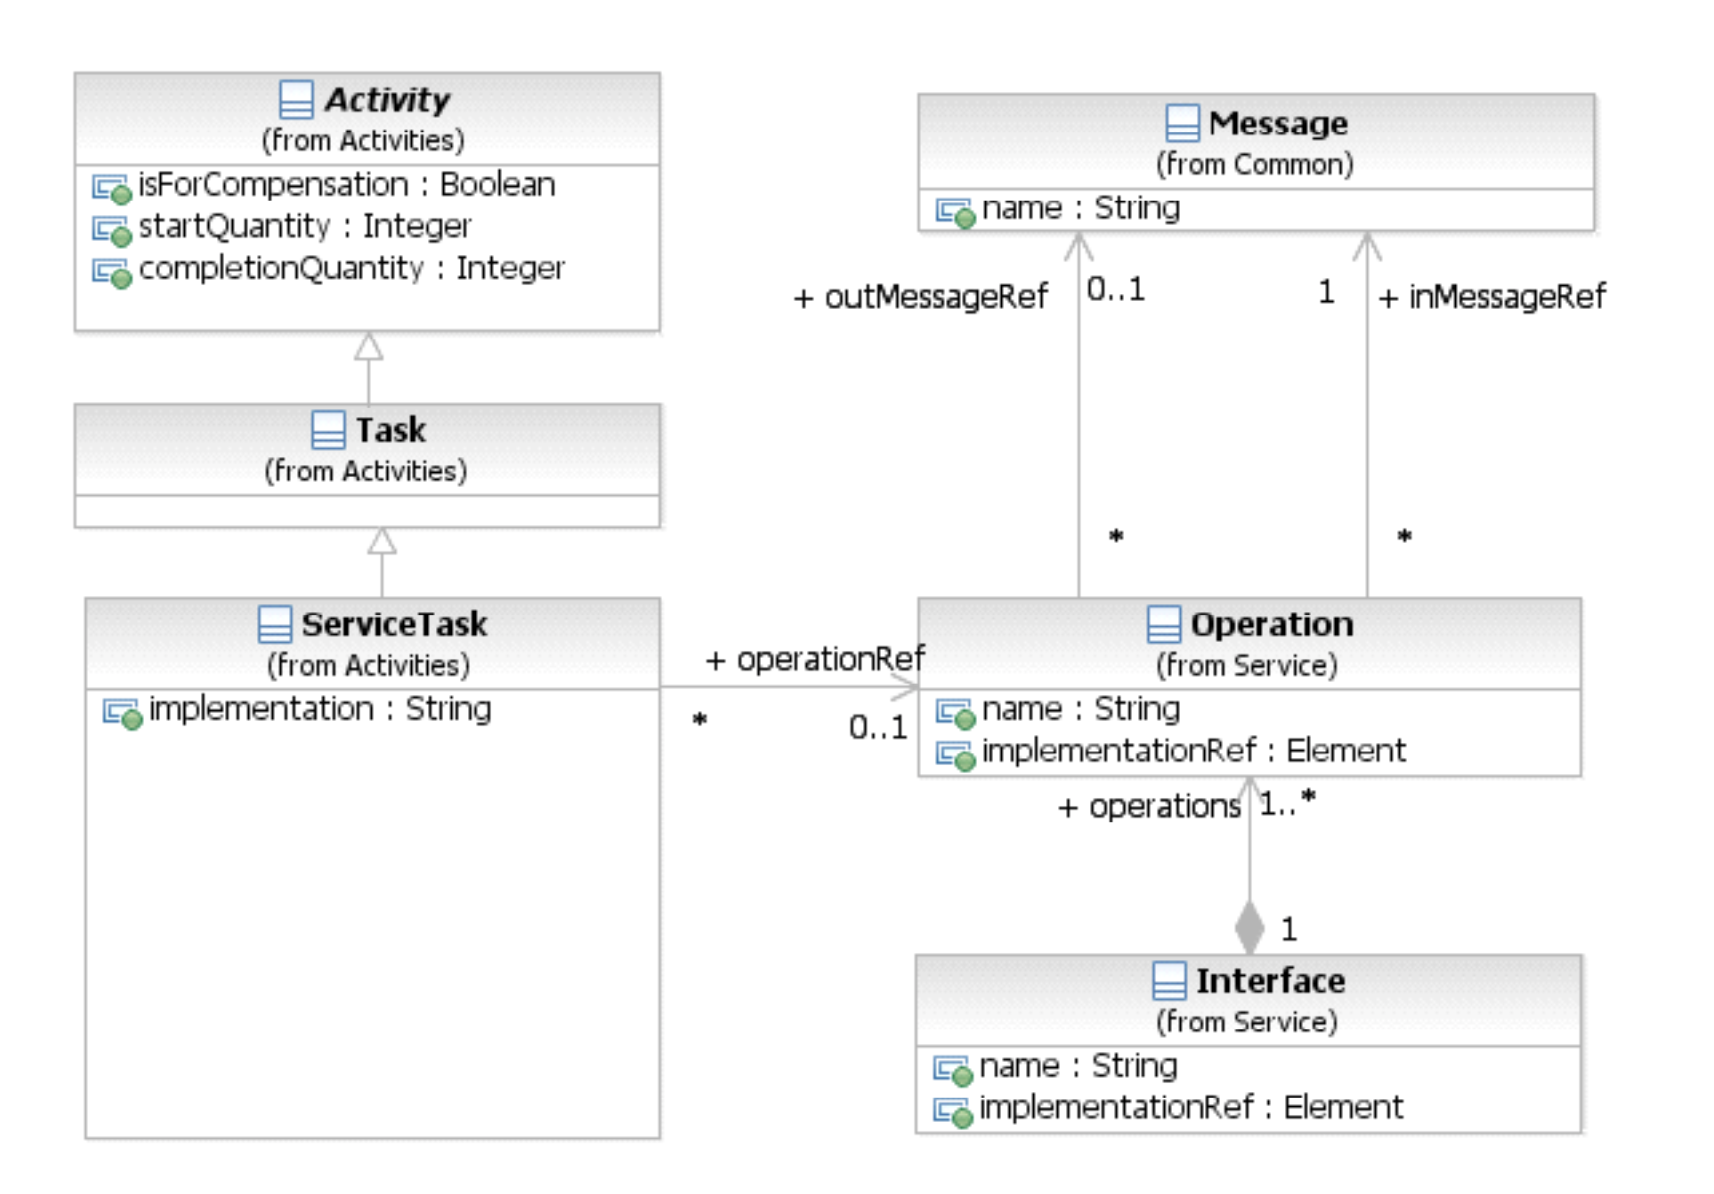 Activity
(from Activities)
isForCompensation : Boolean
startQuantity : Integer
completionQuantity : Integer
Message
(from Common)
name : String
+ outMessageRef
0..1
1
+ inMessageRef
Task
(from Activities)
*
*
ServiceTask
(from Activities)
implementation : String
+ operationRef
*
0..1
Operation
(from Service)
name : String
implementationRef : Element
+ operations
1..*
1
Interface
(from Service)
name : String
implementationRef : Element